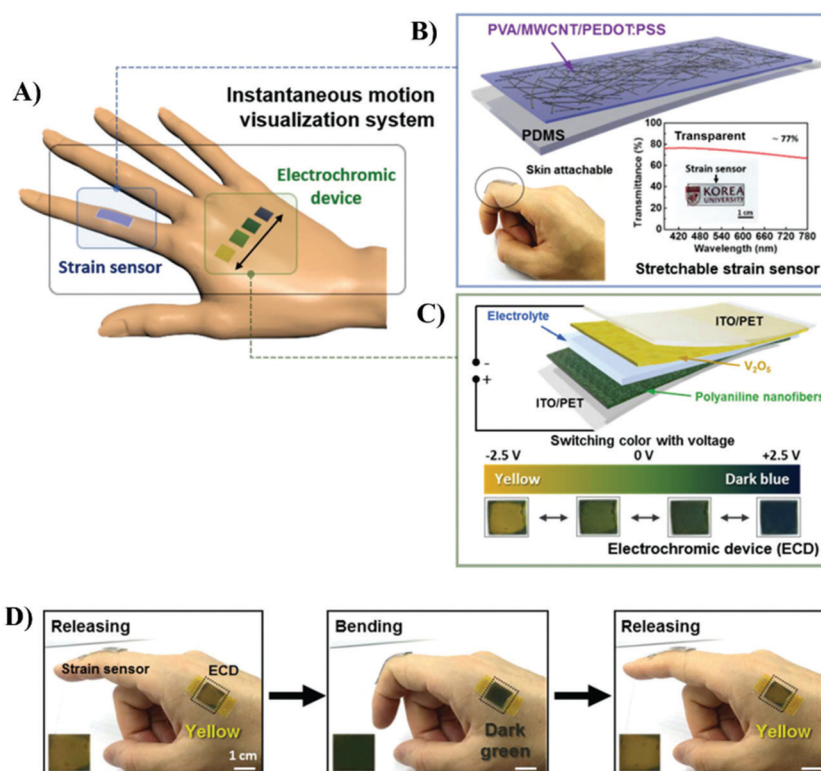 A)
Instantaneous motion
visualization system
Electrochromic
device
Strain sensor
B)
PVA/MWCNT/PEDOT:PSS
PDMS
Skin attachable
Transparent
~ 77%
Strain sensor
KOREA
UNIVERSITY
1 cm
Transmittance (%)
100
80
60
40
20
0
420 480 540 600 660 720 780
Wavelength (nm)
Stretchable strain sensor
C)
Electrolyte
ITO/PET
V₂O₅
Polyaniline nanofibers
ITO/PET
-
+
Switching color with voltage
-2.5 V 0 V +2.5 V
Yellow Dark blue
Electrochromic device (ECD)
D)
Releasing
Strain sensor ECD
Yellow
1 cm
Bending
Dark
green
Releasing
Yellow